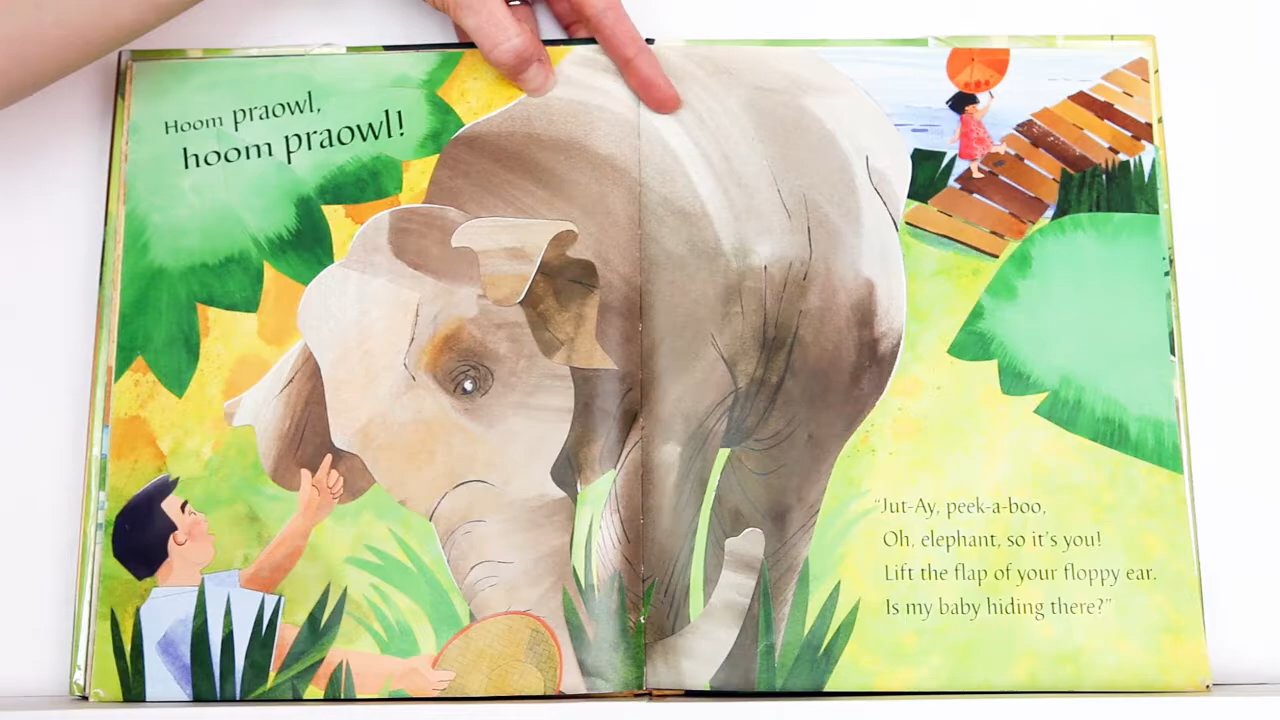 Hoom praowl,
hoom praowl!
“Jut-Ay, peek-a-boo,
Oh, elephant, so it’s you!
Lift the flap of your floppy ear.
Is my baby hiding there?”